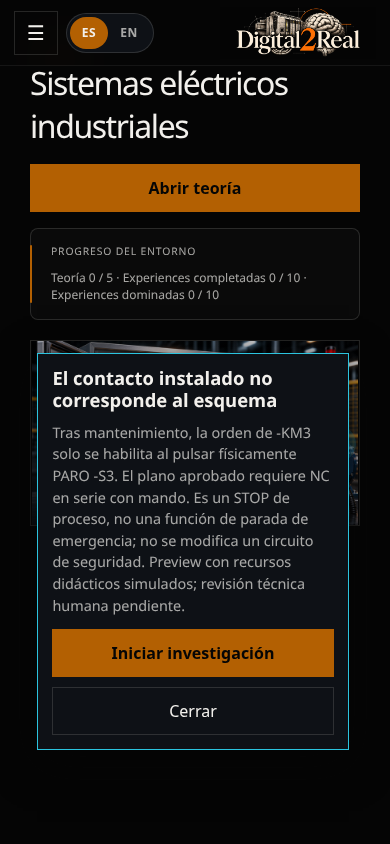 ☰
ES EN
Digital2Real
Sistemas eléctricos
industriales
Abrir teoría
PROGRESO DEL ENTORNO
Teoría 0 / 5 · Experiences completadas 0 / 10 ·
Experiences dominadas 0 / 10
El contacto instalado no
corresponde al esquema
Tras mantenimiento, la orden de -KM3
solo se habilita al pulsar físicamente
PARO -S3. El plano aprobado requiere NC
en serie con mando. Es un STOP de
proceso, no una función de parada de
emergencia; no se modifica un circuito
de seguridad. Preview con recursos
didácticos simulados; revisión técnica
humana pendiente.
Iniciar investigación
Cerrar